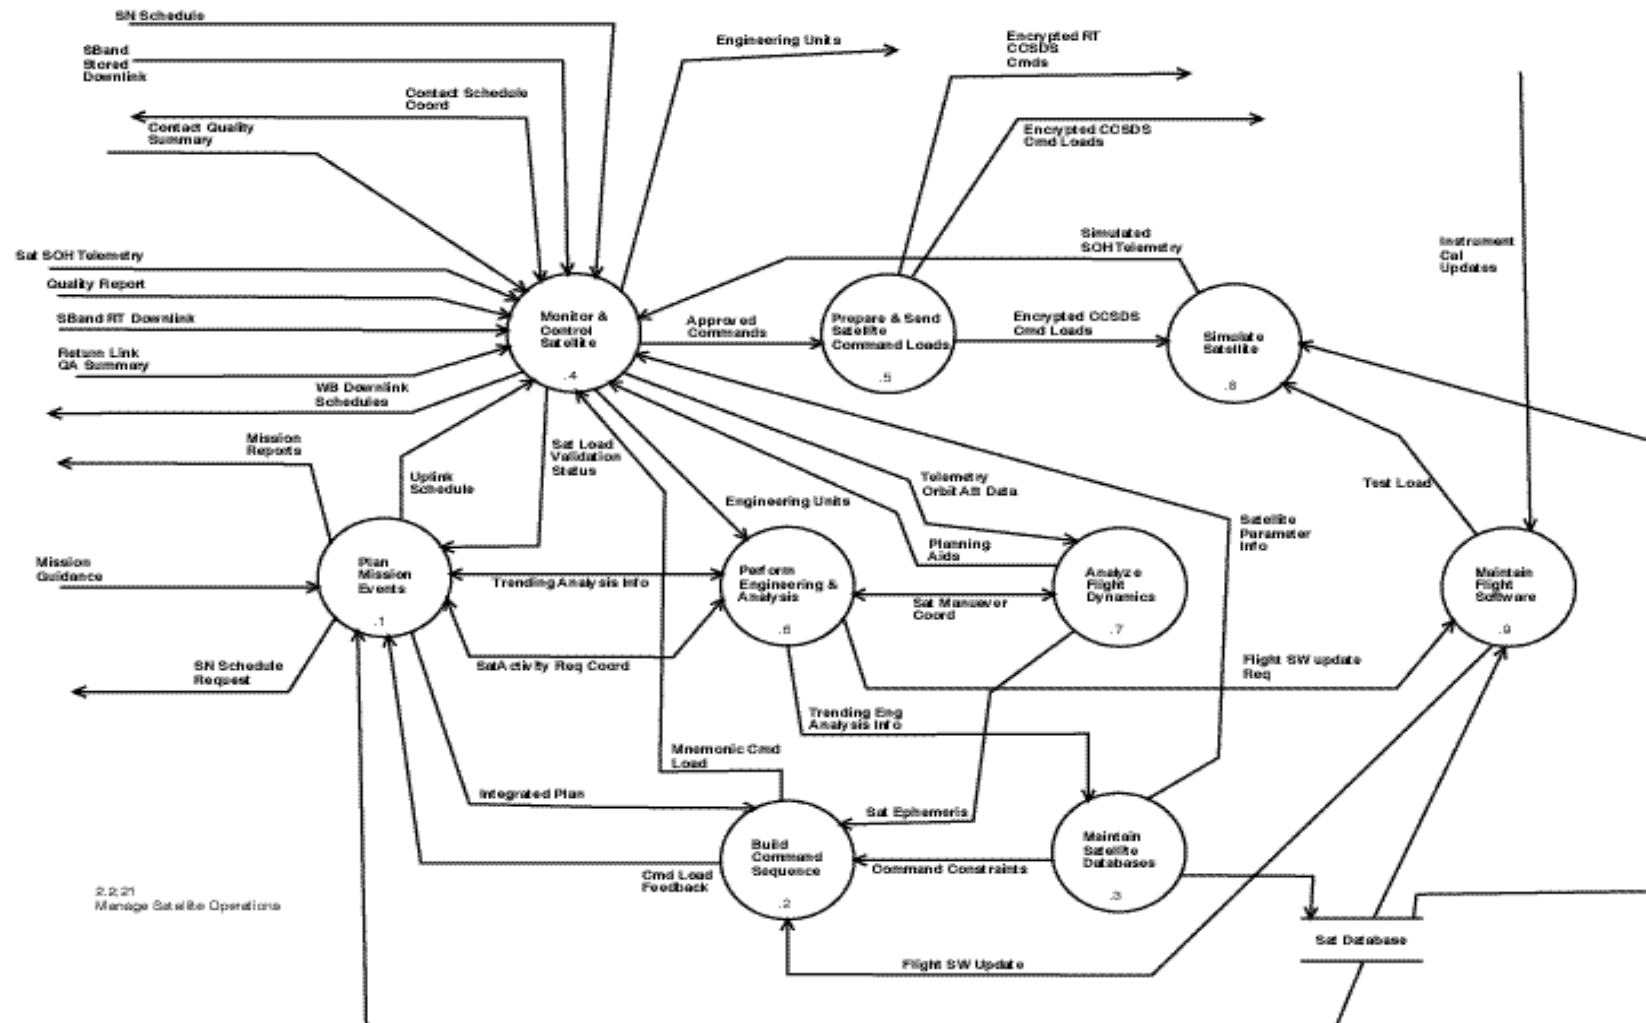 SN Schedule
SBand
Stored
Downlink
Engineering Units
Encrypted RT
CCSDS
Cmds
Contact Schedule
Coord
Contact Quality
Summary
Encrypted CCSDS
Cmd Loads
Sat SOH Telemetry
Quality Report
SBand RT Downlink
Return Link
QA Summary
WB Downlink
Schedules
Simulated
SOH Telemetry
Instrument
Cal
Updates
Monitor &
Control
Satellite
.4
Approved
Commands
Prepare & Send
Satellite
Command Loads
.5
Encrypted CCSDS
Cmd Loads
Simulate
Satellite
.8
Mission
Reports
Uplink
Schedule
Sat Load
Validation
Status
Engineering Units
Telemetry
Orbit Att Data
Planning
Aids
Satellite
Parameter
Info
Test Load
Mission
Guidance
Plan
Mission
Events
.1
Trending Analysis Info
Perform
Engineering &
Analysis
.6
Sat Manuever
Coord
Analyze
Flight
Dynamics
.7
Maintain
Flight
Software
.9
SN Schedule
Request
SatActivity Req Coord
Flight SW update
Req
Trending Eng
Analysis Info
Mnemonic Cmd
Load
Integrated Plan
Sat Ephemeris
Build
Command
Sequence
.2
Command Constraints
Maintain
Satellite
Databases
.3
Cmd Load
Feedback
2.2.21
Manage Satellite Operations
Flight SW Update
Sat Database